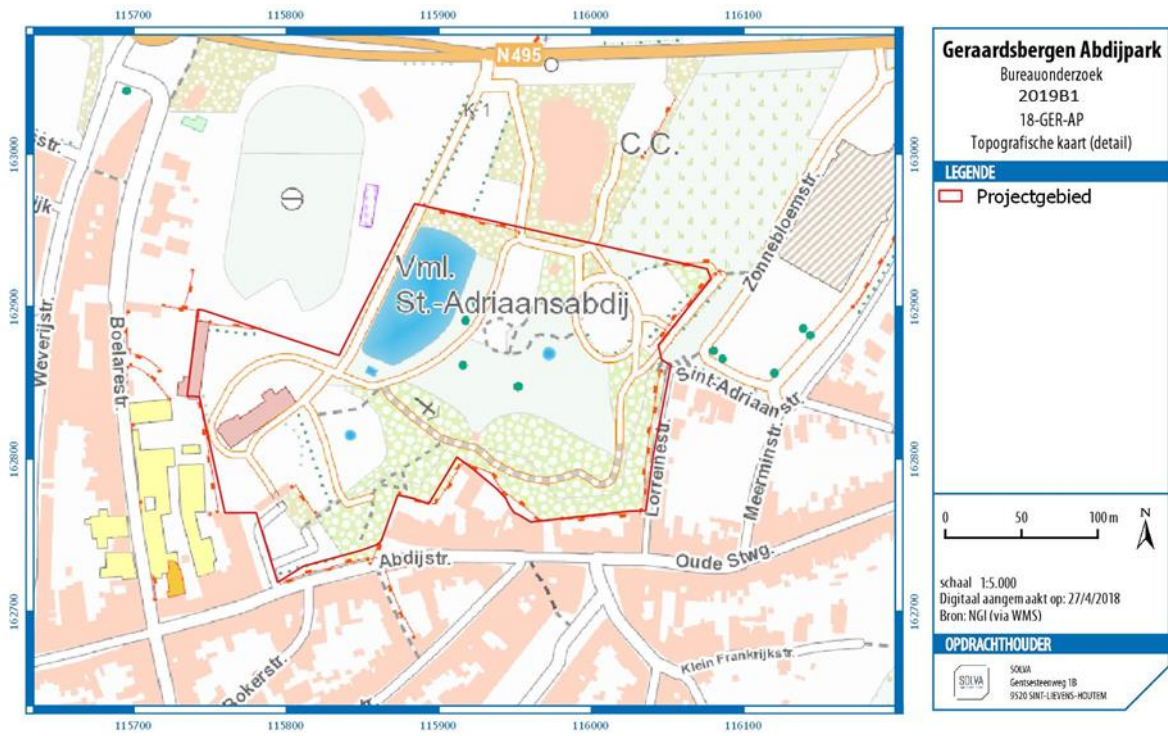 115700 115800 115900 116000 116100
N495
K 1
C.C.
163000
163000
Zonnebloemstr.
Vml.
St.-Adriaansabdij
162900
162900
Weverijstr.
Boelarestr.
Sint-Adriaanstr.
162800
162800
Lorreinestr.
Meerminstr.
Abdijstr.
Oude Stwg.
162700
162700
Bokerstr.
Klein Frankrijkstr.
115700 115800 115900 116000 116100
Geraardsbergen Abdijpark
Bureauonderzoek
2019B1
18-GER-AP
Topografische kaart (detail)
LEGENDE
Projectgebied
N
0 50 100 m
schaal 1:5.000
Digitaal aangemaakt op: 27/4/2018
Bron: NGI (via WMS)
OPDRACHTHOUDER
SOLVA
SOLVA
Gentsesteenweg 1B
9520 SINT-LIEVENS-HOUTEM